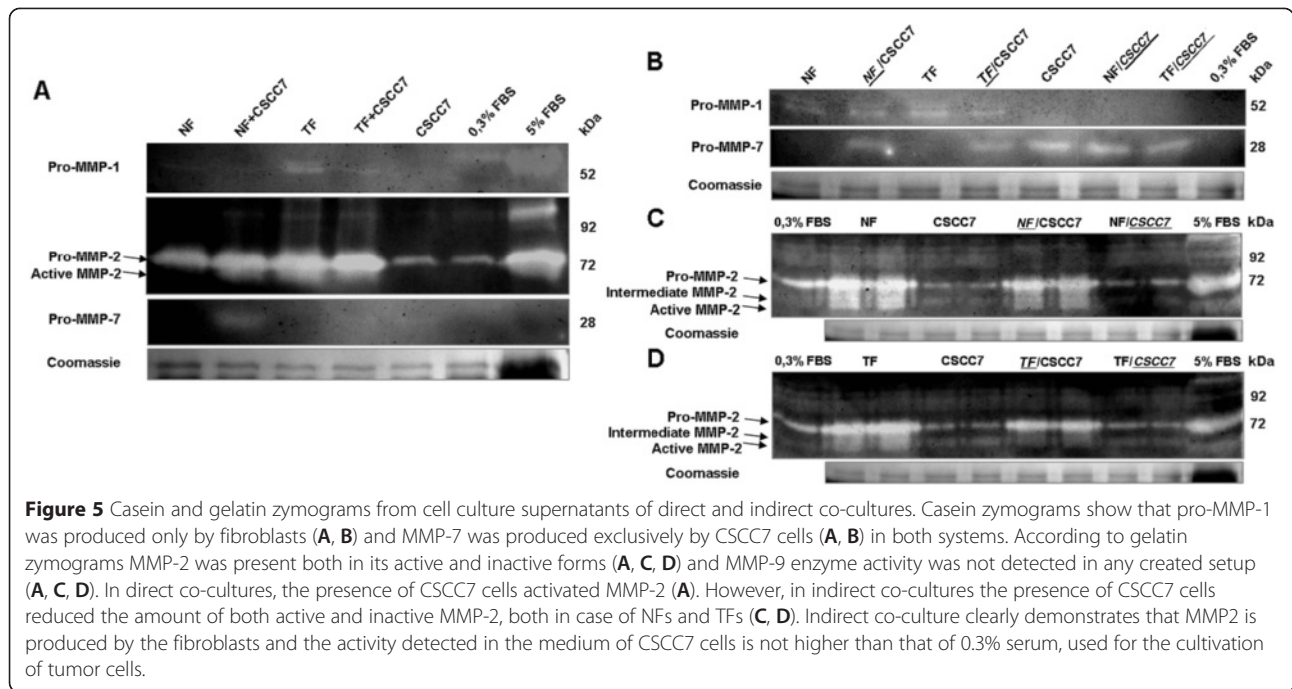 A
NF NF+CSCC7 TF TF+CSCC7 CSCC7 0,3% FBS 5% FBS kDa
Pro-MMP-1 52
92
Pro-MMP-2 72
Active MMP-2
Pro-MMP-7 28
Coomassie
B
NF NF/CSCC7 TF TF/CSCC7 CSCC7 NF/CSCC7 TF/CSCC7 0,3% FBS kDa
Pro-MMP-1 52
Pro-MMP-7 28
Coomassie
C
0,3% FBS NF CSCC7 NF/CSCC7 NF/CSCC7 5% FBS kDa
92
Pro-MMP-2 72
Intermediate MMP-2
Active MMP-2
Coomassie
D
0,3% FBS TF CSCC7 TF/CSCC7 TF/CSCC7 5% FBS kDa
92
Pro-MMP-2 72
Intermediate MMP-2
Active MMP-2
Coomassie
Figure 5 Casein and gelatin zymograms from cell culture supernatants of direct and indirect co-cultures. Casein zymograms show that pro-MMP-1
was produced only by fibroblasts (A, B) and MMP-7 was produced exclusively by CSCC7 cells (A, B) in both systems. According to gelatin
zymograms MMP-2 was present both in its active and inactive forms (A, C, D) and MMP-9 enzyme activity was not detected in any created setup
(A, C, D). In direct co-cultures, the presence of CSCC7 cells activated MMP-2 (A). However, in indirect co-cultures the presence of CSCC7 cells
reduced the amount of both active and inactive MMP-2, both in case of NFs and TFs (C, D). Indirect co-culture clearly demonstrates that MMP2 is
produced by the fibroblasts and the activity detected in the medium of CSCC7 cells is not higher than that of 0.3% serum, used for the cultivation
of tumor cells.